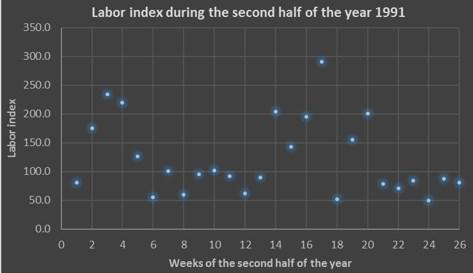 Labor index during the second half of the year 1991
350.0
300.0
250.0
200.0
150.0
100.0
50.0
0.0
Labor index
0 2 4 6 8 10 12 14 16 18 20 22 24 26
Weeks of the second half of the year